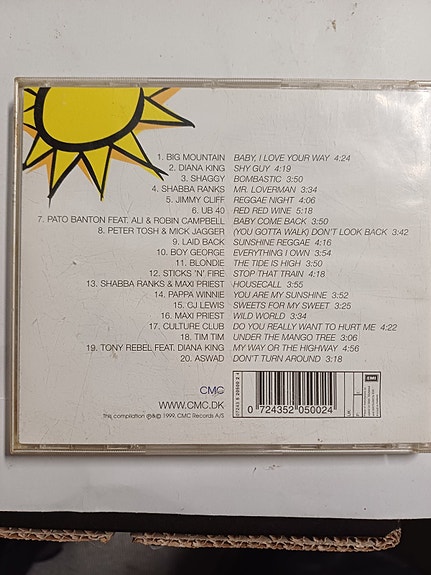 1. BIG MOUNTAIN BABY, I LOVE YOUR WAY 4:24
2. DIANA KING SHY GUY 4:19
3. SHAGGY BOMBASTIC 3:50
4. SHABBA RANKS MR. LOVERMAN 3:34
5. JIMMY CLIFF REGGAE NIGHT 4:06
6. UB 40 RED RED WINE 5:18
7. PATO BANTON FEAT. ALI & ROBIN CAMPBELL BABY COME BACK 3:50
8. PETER TOSH & MICK JAGGER (YOU GOTTA WALK) DON'T LOOK BACK 3:42
9. LAID BACK SUNSHINE REGGAE 4:16
10. BOY GEORGE EVERYTHING I OWN 3:54
11. BLONDIE THE TIDE IS HIGH 3:50
12. STICKS 'N' FIRE STOP THAT TRAIN 4:18
13. SHABBA RANKS & MAXI PRIEST HOUSECALL 3:55
14. PAPPA WINNIE YOU ARE MY SUNSHINE 3:52
15. CJ LEWIS SWEETS FOR MY SWEET 3:25
16. MAXI PRIEST WILD WORLD 3:34
17. CULTURE CLUB DO YOU REALLY WANT TO HURT ME 4:22
18. TIM TIM UNDER THE MANGO TREE 3:06
19. TONY REBEL FEAT. DIANA KING MY WAY OR THE HIGHWAY 4:56
20. ASWAD DON'T TURN AROUND 3:18
CMC
WWW.CMC.DK
This compilation ℗&© 1999, CMC Records A/S
0 724352 050024
EMI